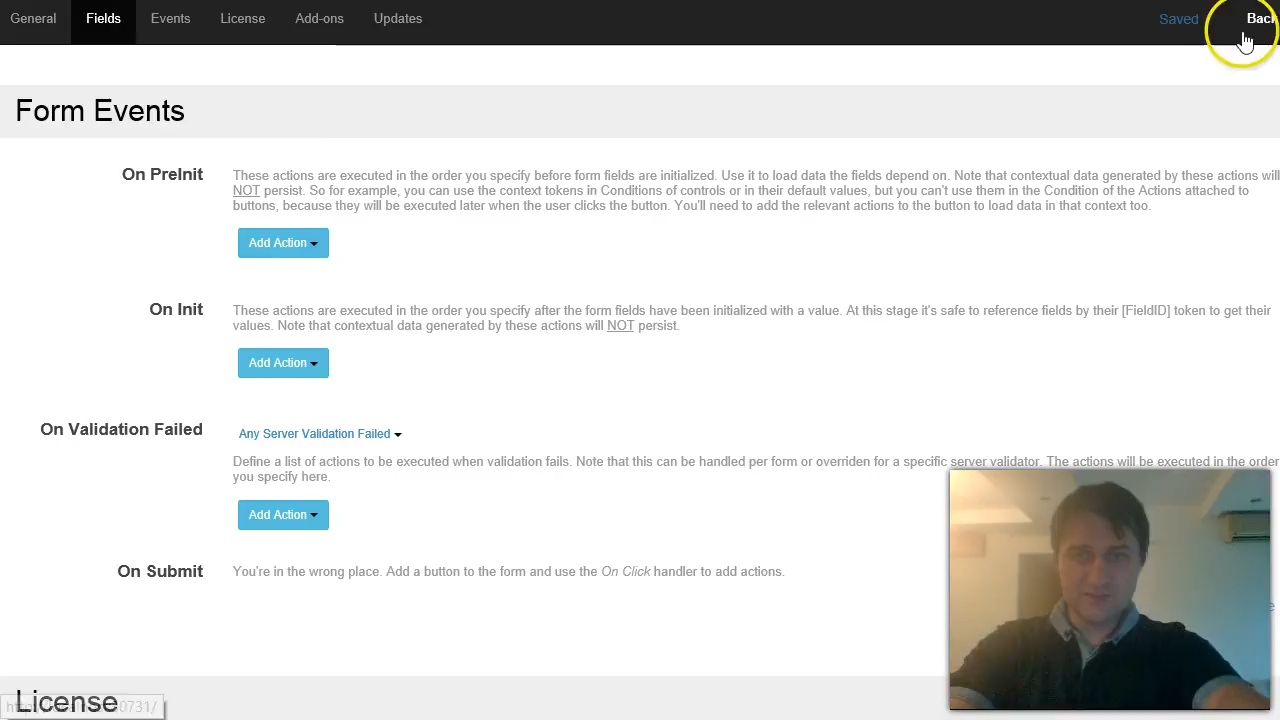 General Fields Events License Add-ons Updates Saved Back
Form Events
On PreInit
These actions are executed in the order you specify before form fields are initialized. Use it to load data the fields depend on. Note that contextual data generated by these actions will
NOT persist. So for example, you can use the context tokens in Conditions of controls or in their default values, but you can't use them in the Condition of the Actions attached to
buttons, because they will be executed later when the user clicks the button. You'll need to add the relevant actions to the button to load data in that context too.
Add Action
On Init
These actions are executed in the order you specify after the form fields have been initialized with a value. At this stage it's safe to reference fields by their [FieldID] token to get their
values. Note that contextual data generated by these actions will NOT persist.
Add Action
On Validation Failed
Any Server Validation Failed
Define a list of actions to be executed when validation fails. Note that this can be handled per form or overriden for a specific server validator. The actions will be executed in the order
you specify here.
Add Action
On Submit
You're in the wrong place. Add a button to the form and use the On Click handler to add actions.
License